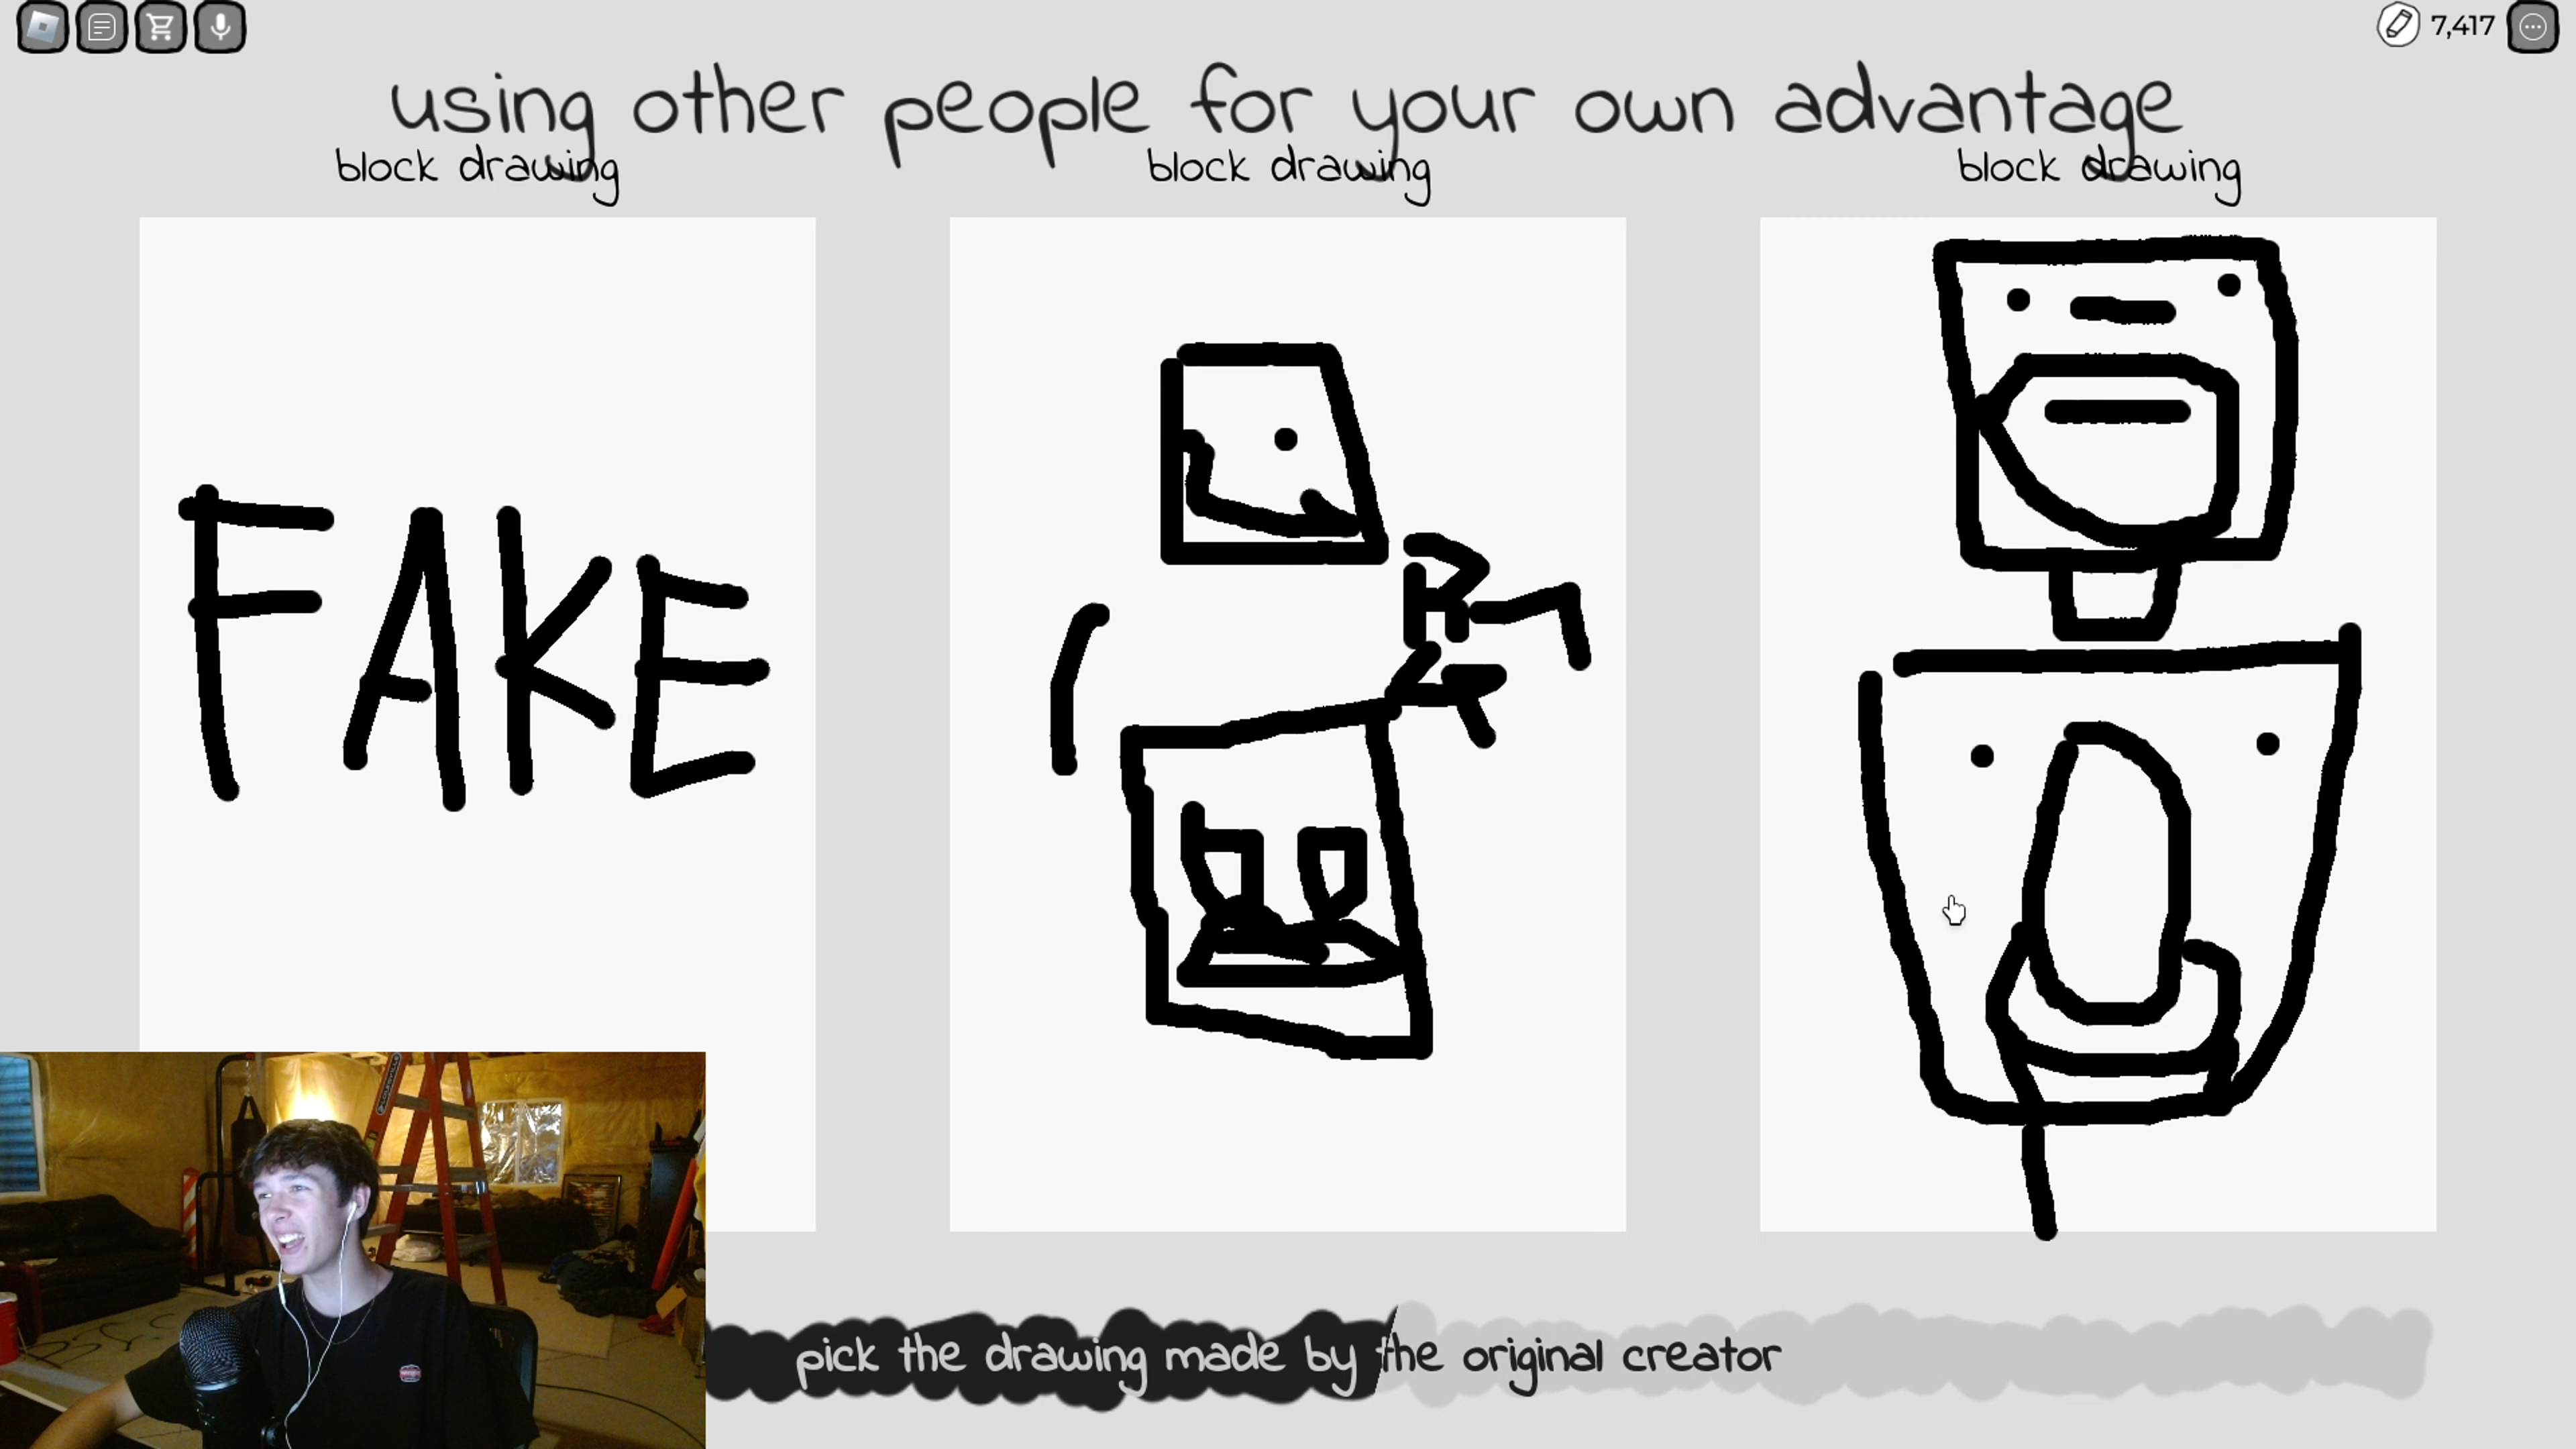 7,417
using other people for your own advantage
block drawing
block drawing
block drawing
FAKE
pick the drawing made by the original creator